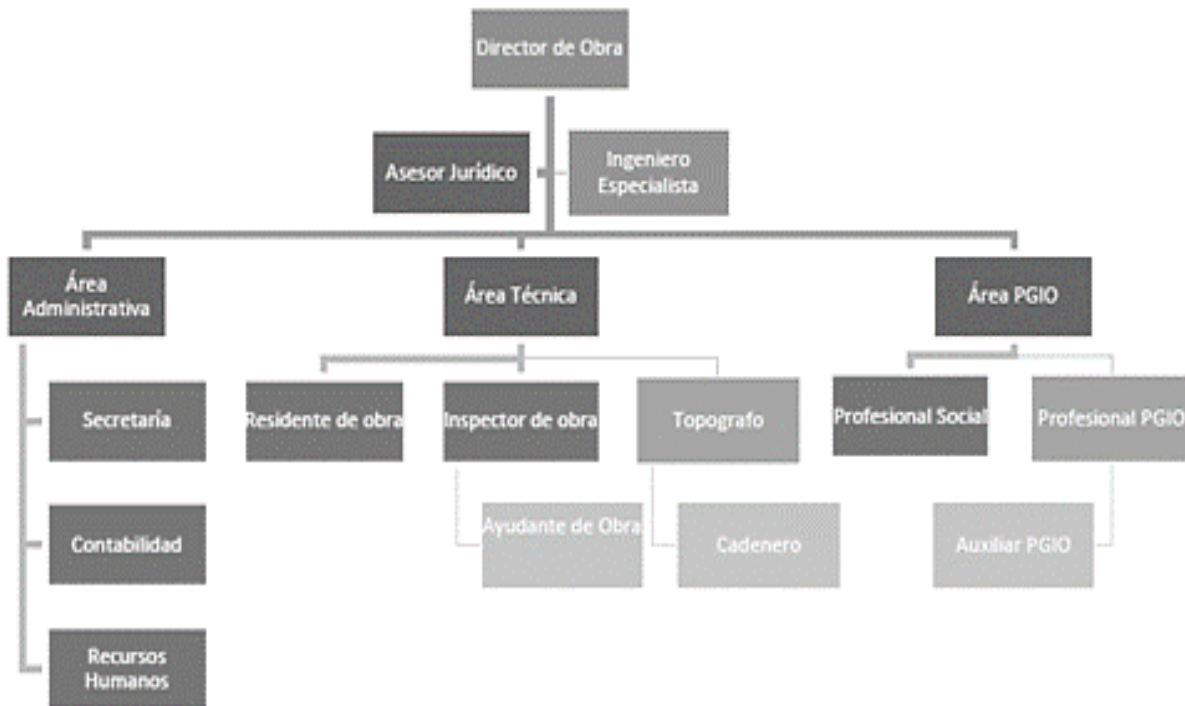 Director de Obra
Asesor Jurídico
Ingeniero
Especialista
Área
Administrativa
Área Técnica
Área PGIO
Secretaría
Residente de obra
Inspector de obra
Topografo
Profesional Social
Profesional PGIO
Contabilidad
Ayudante de Obra
Cadenero
Auxiliar PGIO
Recursos
Humanos